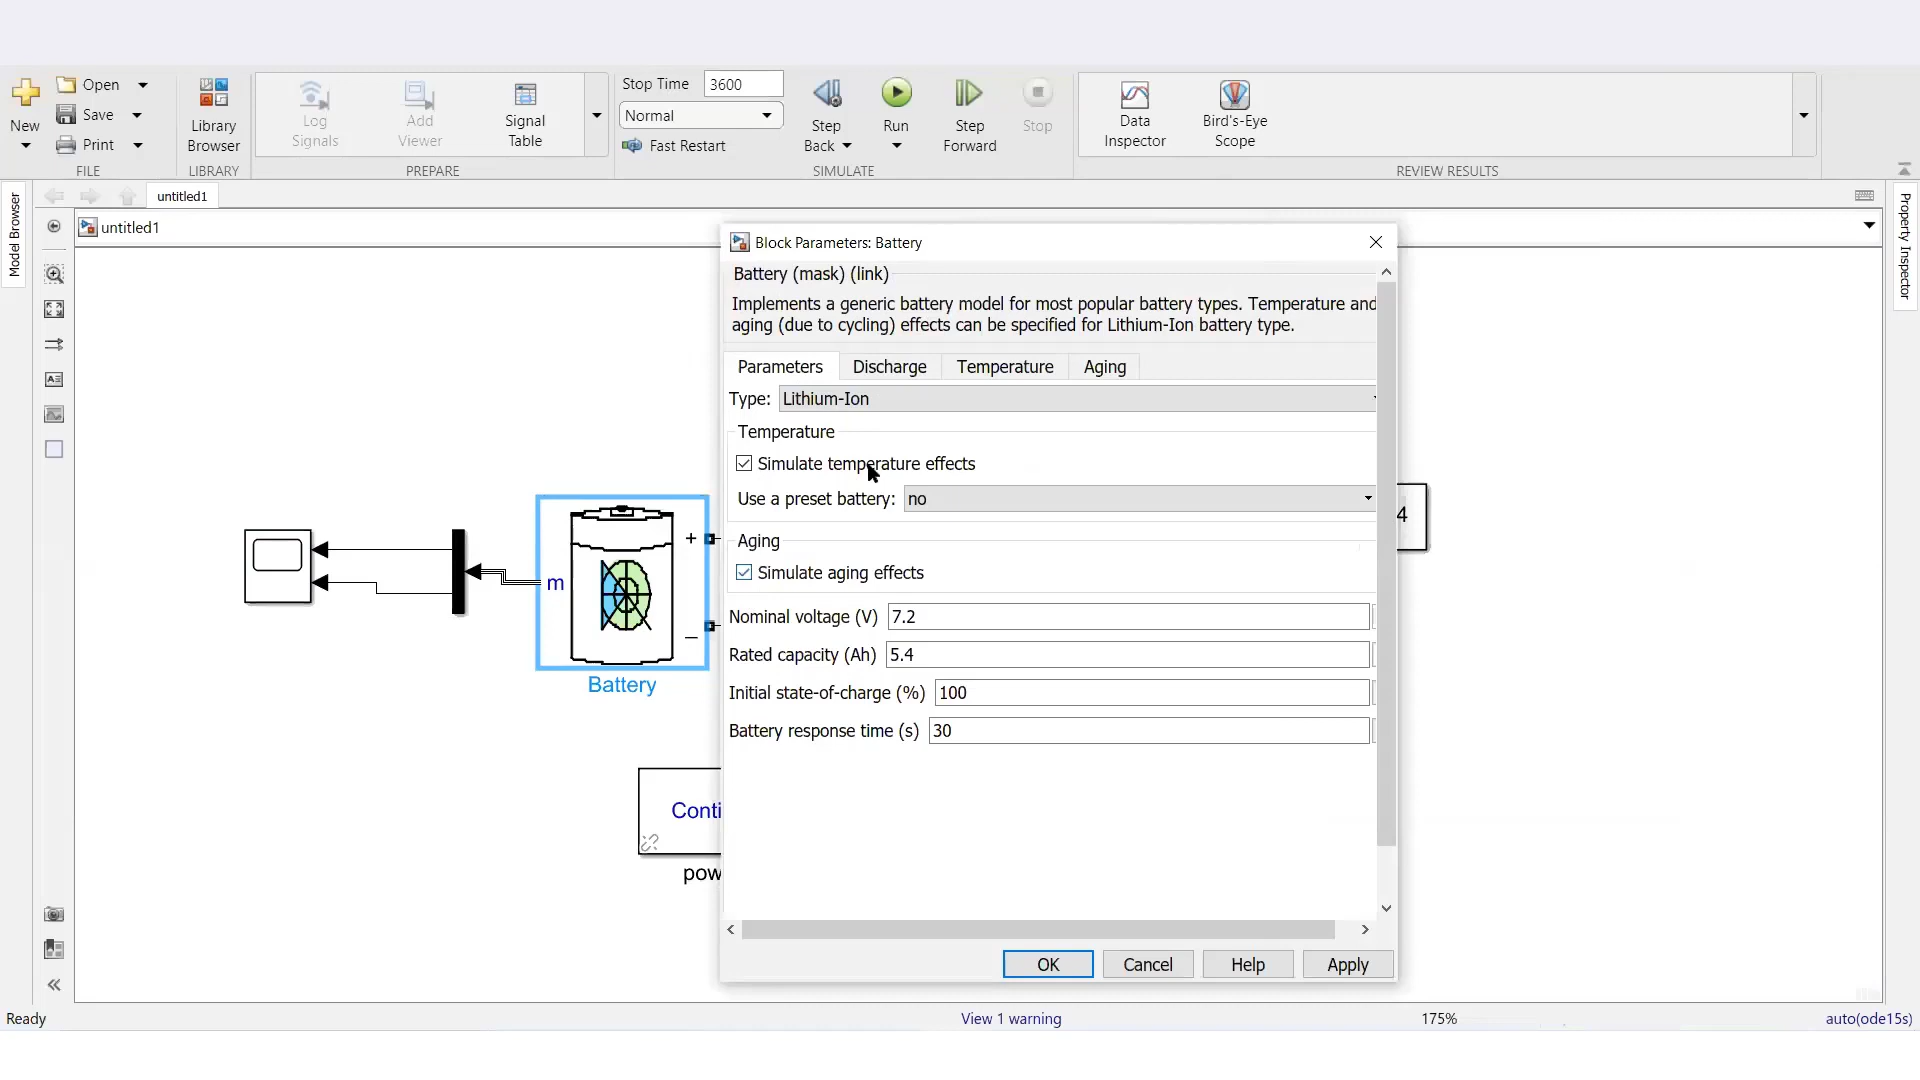 New
Open
Save
Print
FILE
Library
Browser
LIBRARY
Log
Signals
Add
Viewer
Signal
Table
PREPARE
Stop Time 3600
Normal
Fast Restart
Step
Back
Run
Step
Forward
Stop
SIMULATE
Data
Inspector
Bird's-Eye
Scope
REVIEW RESULTS
Model Browser
untitled1
untitled1
Property Inspector
Block Parameters: Battery
Battery (mask) (link)
Implements a generic battery model for most popular battery types. Temperature and
aging (due to cycling) effects can be specified for Lithium-Ion battery type.
Parameters Discharge Temperature Aging
Type: Lithium-Ion
Temperature
Simulate temperature effects
Use a preset battery: no
Aging
Simulate aging effects
Nominal voltage (V) 7.2
Rated capacity (Ah) 5.4
Initial state-of-charge (%) 100
Battery response time (s) 30
OK Cancel Help Apply
m
+
–
Battery
4
Conti
pow
Ready
View 1 warning
175%
auto(ode15s)